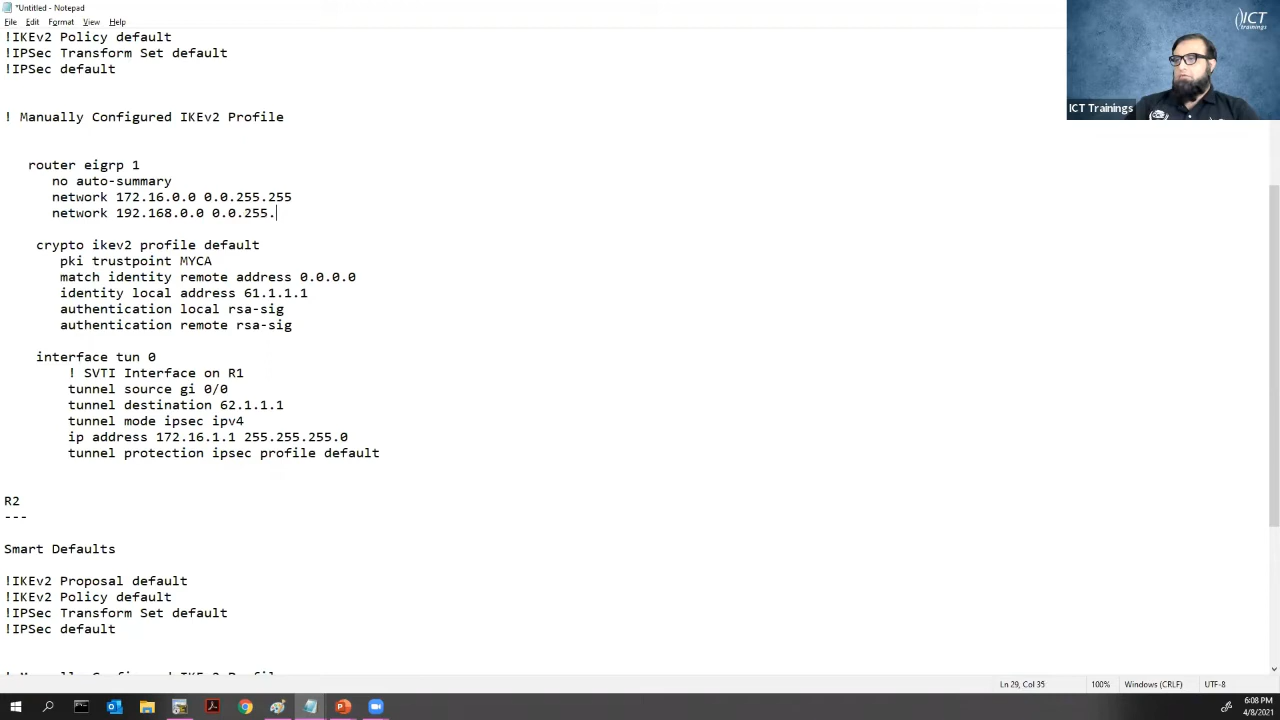 *Untitled - Notepad
File Edit Format View Help
!IKEv2 Policy default
!IPSec Transform Set default
!IPSec default
! Manually Configured IKEv2 Profile
router eigrp 1
no auto-summary
network 172.16.0.0 0.0.255.255
network 192.168.0.0 0.0.255.
crypto ikev2 profile default
pki trustpoint MYCA
match identity remote address 0.0.0.0
identity local address 61.1.1.1
authentication local rsa-sig
authentication remote rsa-sig
interface tun 0
! SVTI Interface on R1
tunnel source gi 0/0
tunnel destination 62.1.1.1
tunnel mode ipsec ipv4
ip address 172.16.1.1 255.255.255.0
tunnel protection ipsec profile default
R2
---
Smart Defaults
!IKEv2 Proposal default
!IKEv2 Policy default
!IPSec Transform Set default
!IPSec default
! Manually Configured IKEv2 Profile
Ln 29, Col 35 100% Windows (CRLF) UTF-8
6:08 PM
4/8/2021
ICT
trainings
ICT Trainings